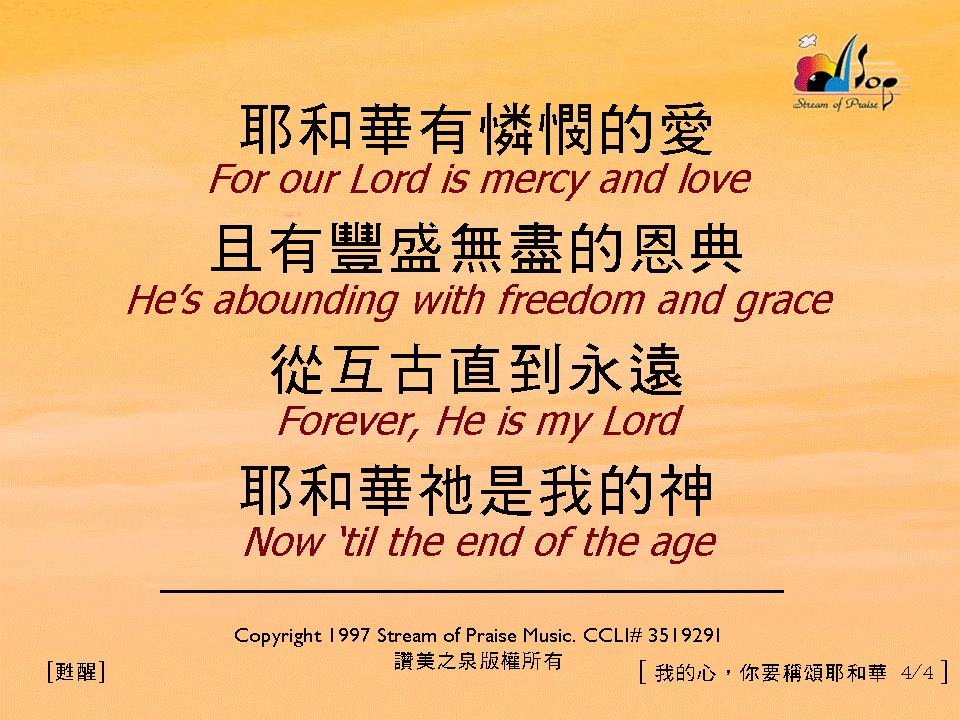 SOP
Stream of Praise
耶和華有憐憫的愛
For our Lord is mercy and love
且有豐盛無盡的恩典
He's abounding with freedom and grace
從互古直到永遠
Forever, He is my Lord
耶和華祂是我的神
Now ‘til the end of the age
Copyright 1997 Stream of Praise Music. CCLI# 3519291
讚美之泉版權所有
[甦醒]
[ 我的心，你要稱頌耶和華 4/4 ]